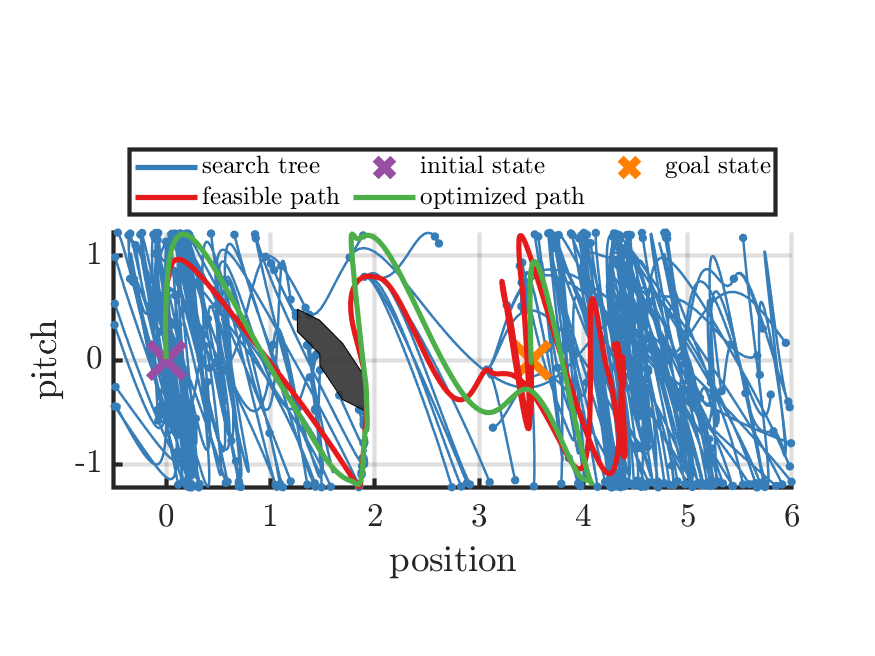 search tree initial state goal state
feasible path optimized path
1
0
-1
pitch
0 1 2 3 4 5 6
position